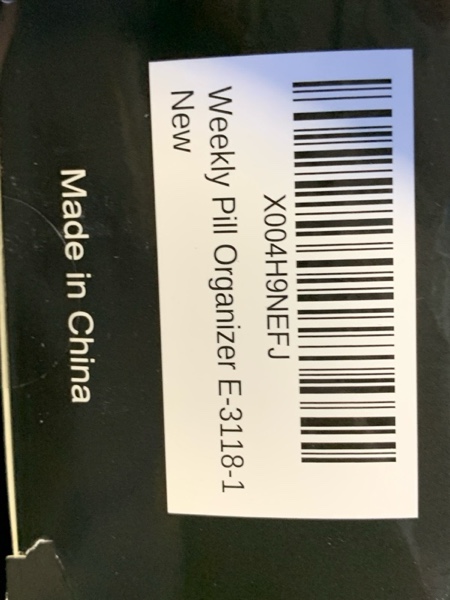 X004H9NEFJ
Weekly Pill Organizer E-3118-1
New
Made in China